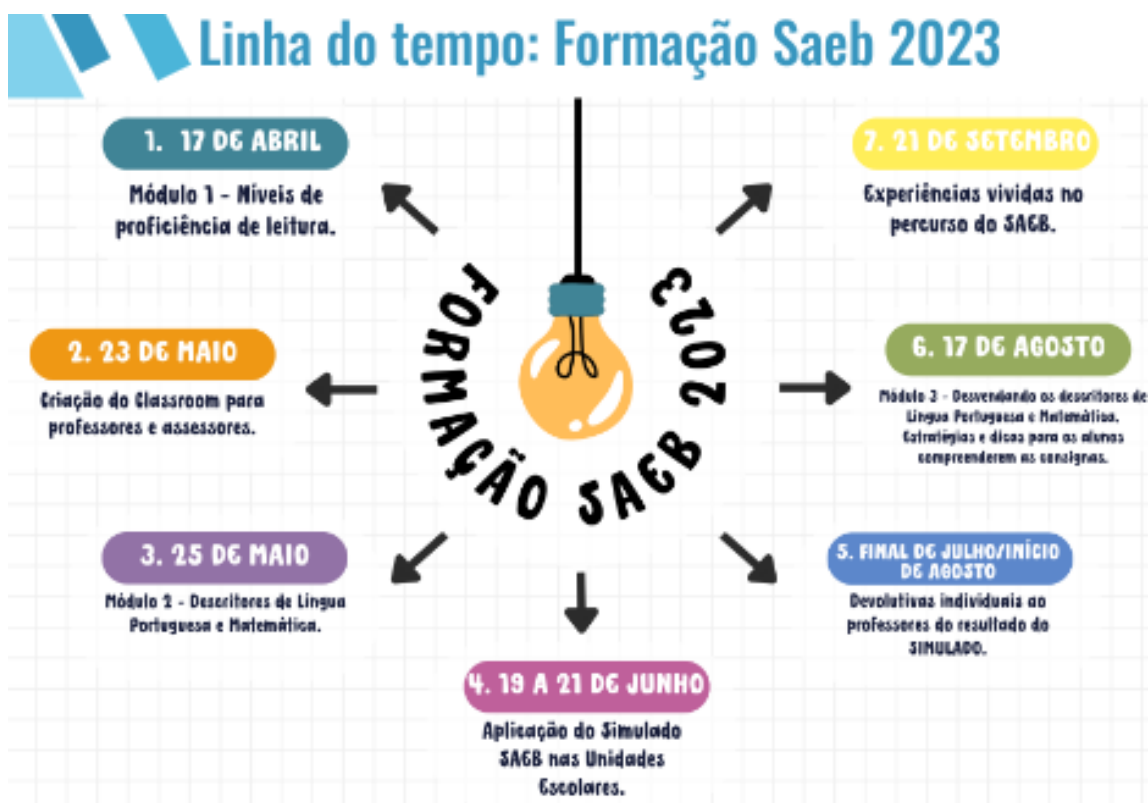 Linha do tempo: Formação Saeb 2023
1. 17 DE ABRIL
Módulo 1 - Níveis de
proficiência de leitura.
2. 23 DE MAIO
Criação do Classroom para
professores e assessores.
3. 25 DE MAIO
Módulo 2 - Descritores de Língua
Portuguesa e Matemática.
4. 19 A 21 DE JUNHO
Aplicação do Simulado
SAEB nas Unidades
Escolares.
5. FINAL DE JULHO/INÍCIO
DE AGOSTO
Devolutivas individuais ao
professores do resultado do
SIMULADO.
6. 17 DE AGOSTO
Módulo 3 - Desvendando os descritores de
Língua Portuguesa e Matemática.
Estratégias e dicas para os alunos
compreenderem as consignas.
7. 21 DE SETEMBRO
Experiências vividas no
percurso do SAEB.
FORMAÇÃO SAEB 2023